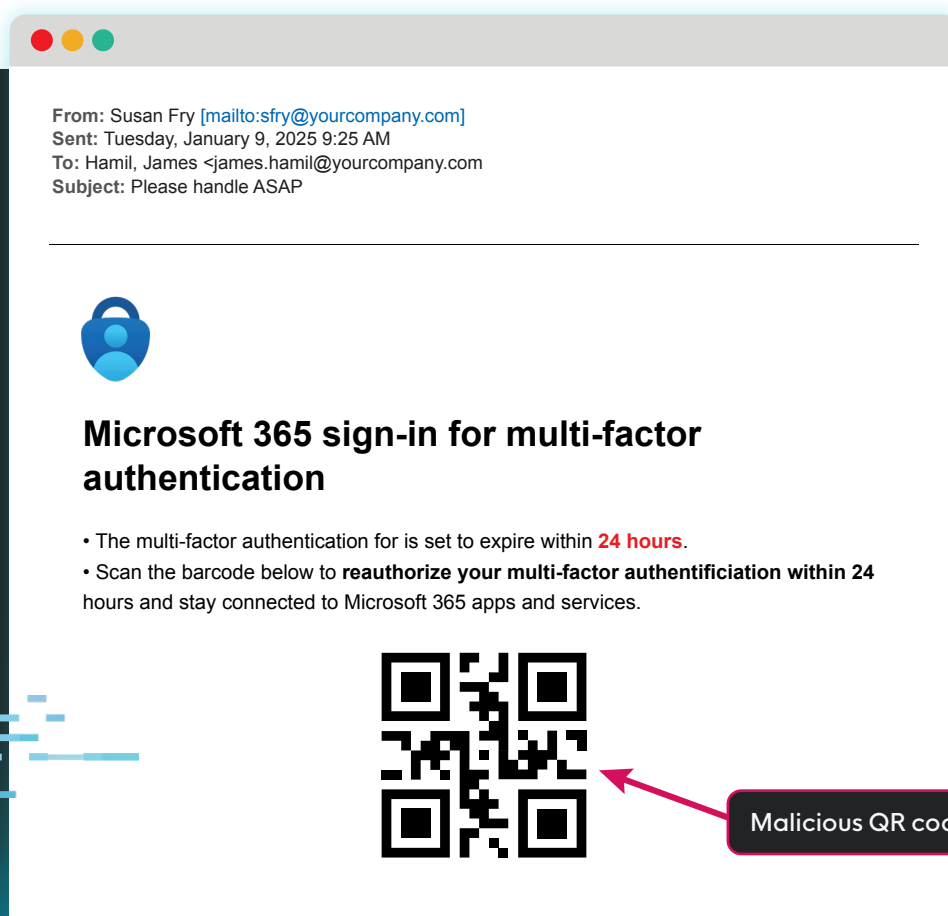 From: Susan Fry [mailto:sfry@yourcompany.com]
Sent: Tuesday, January 9, 2025 9:25 AM
To: Hamil, James <james.hamil@yourcompany.com
Subject: Please handle ASAP
Microsoft 365 sign-in for multi-factor
authentication
• The multi-factor authentication for is set to expire within 24 hours.
• Scan the barcode below to reauthorize your multi-factor authentificiation within 24
hours and stay connected to Microsoft 365 apps and services.
Malicious QR